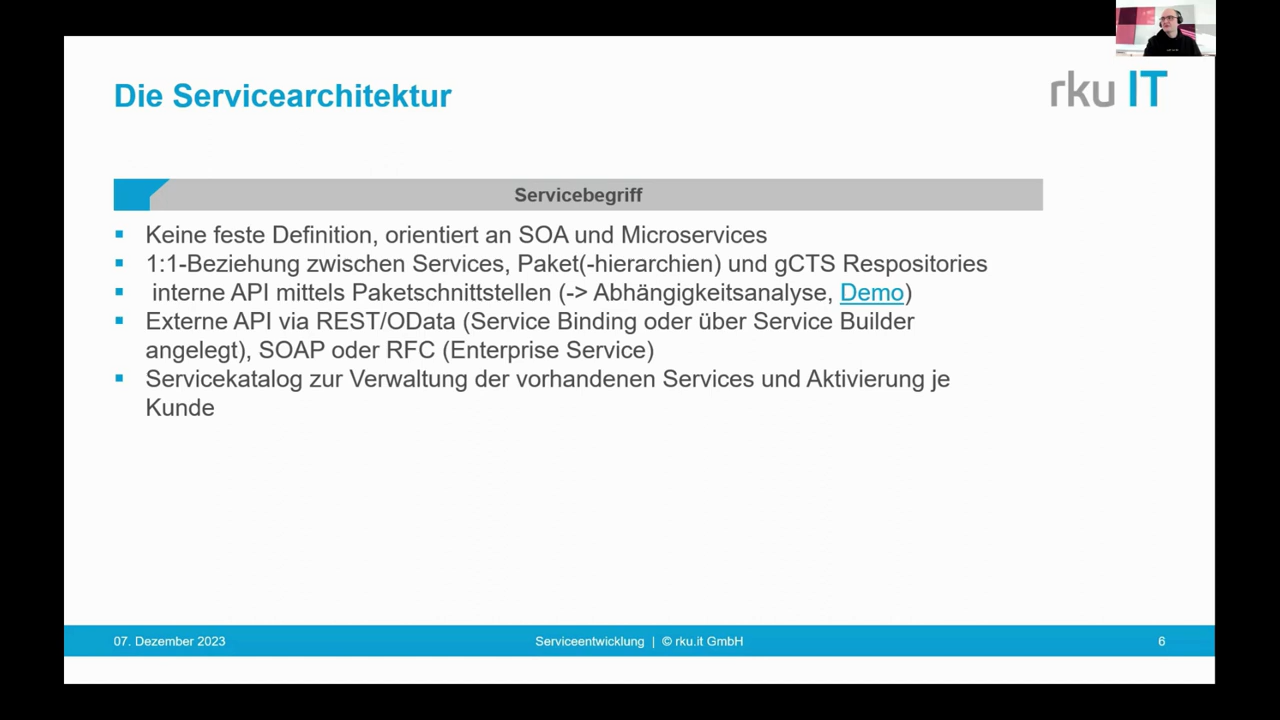 Die Servicearchitektur
rku IT
Servicebegriff
Keine feste Definition, orientiert an SOA und Microservices
1:1-Beziehung zwischen Services, Paket(-hierarchien) und gCTS Respositories
interne API mittels Paketschnittstellen (-> Abhängigkeitsanalyse, Demo)
Externe API via REST/OData (Service Binding oder über Service Builder
angelegt), SOAP oder RFC (Enterprise Service)
Servicekatalog zur Verwaltung der vorhandenen Services und Aktivierung je
Kunde
07. Dezember 2023
Serviceentwicklung | © rku.it GmbH
6